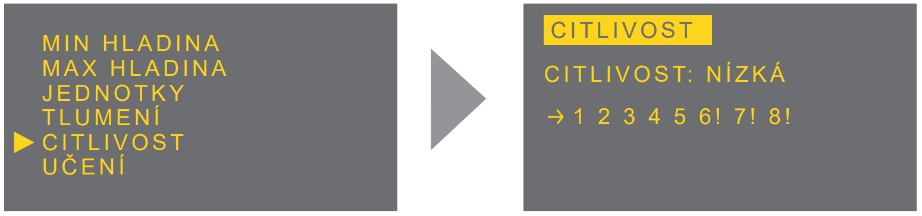 MIN HLADINA
MAX HLADINA
JEDNOTKY
TLUMENÍ
CITLIVOST
UČENÍ
CITLIVOST
CITLIVOST: NÍZKÁ
→ 1 2 3 4 5 6! 7! 8!